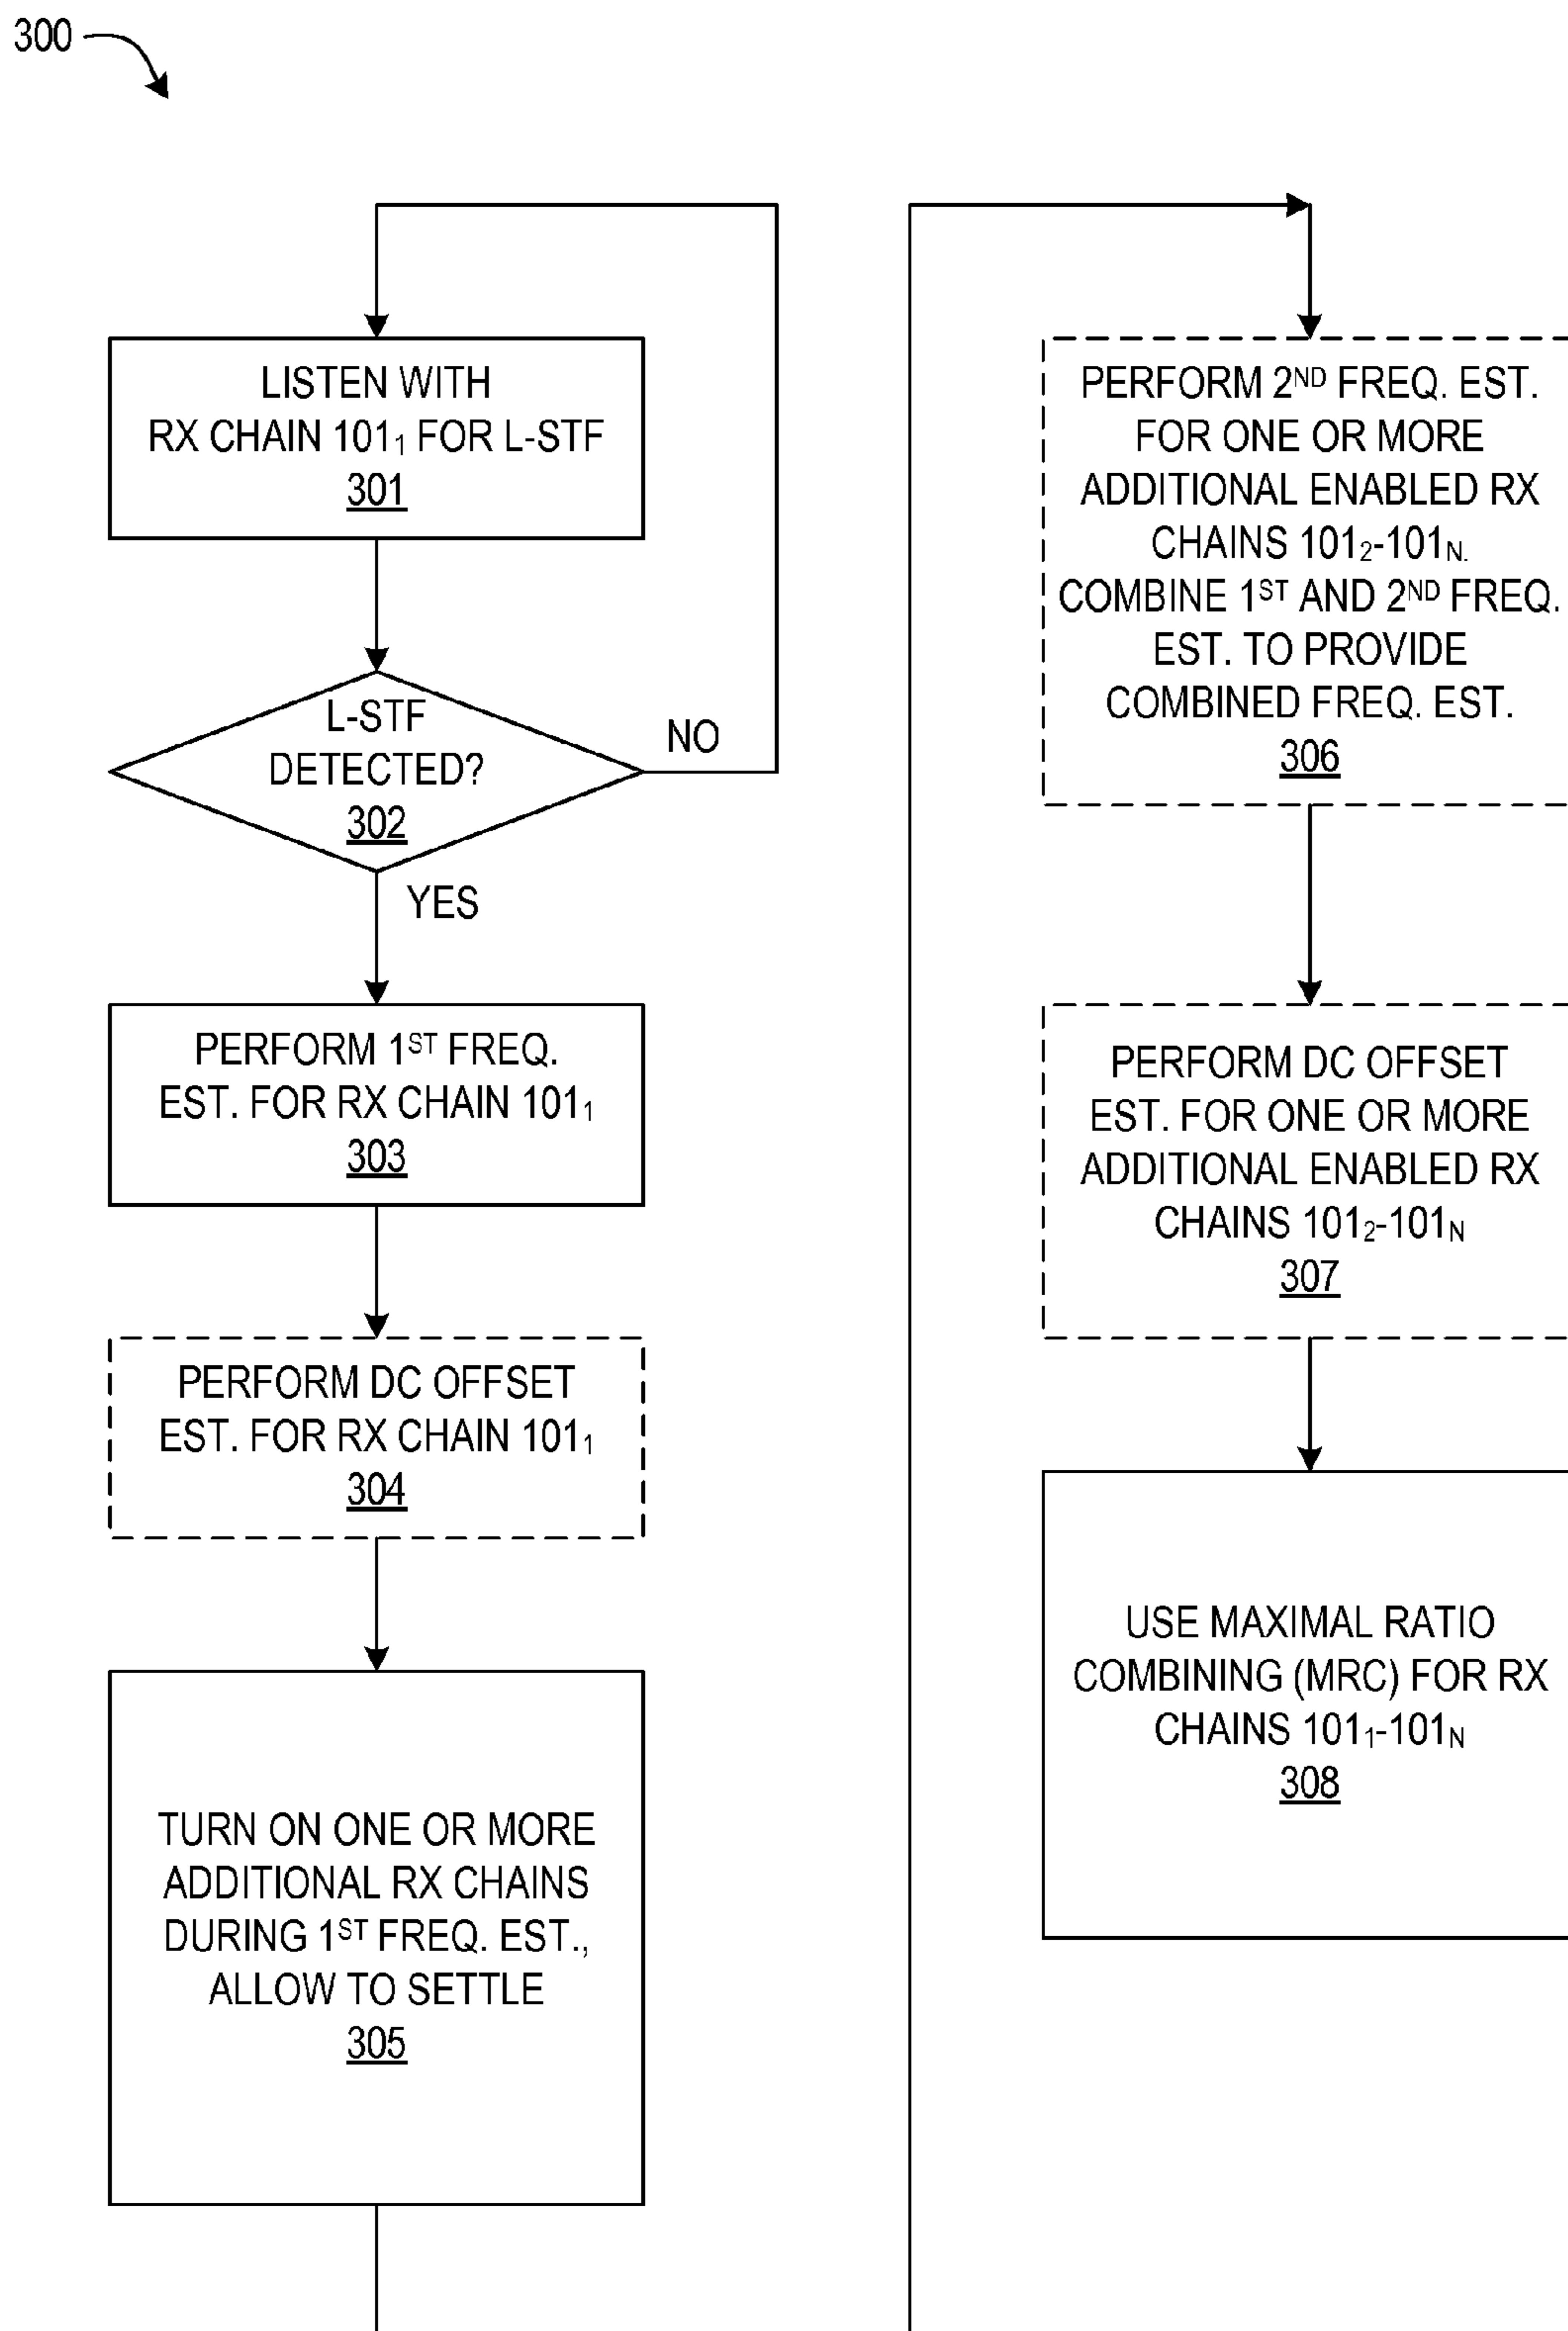 300
LISTEN WITH
RX CHAIN 101₁ FOR L-STF
301
L-STF
DETECTED?
302
NO
YES
PERFORM 1ST FREQ.
EST. FOR RX CHAIN 101₁
303
PERFORM DC OFFSET
EST. FOR RX CHAIN 101₁
304
TURN ON ONE OR MORE
ADDITIONAL RX CHAINS
DURING 1ST FREQ. EST.,
ALLOW TO SETTLE
305
PERFORM 2ND FREQ. EST.
FOR ONE OR MORE
ADDITIONAL ENABLED RX
CHAINS 101₂-101N.
COMBINE 1ST AND 2ND FREQ.
EST. TO PROVIDE
COMBINED FREQ. EST.
306
PERFORM DC OFFSET
EST. FOR ONE OR MORE
ADDITIONAL ENABLED RX
CHAINS 101₂-101N
307
USE MAXIMAL RATIO
COMBINING (MRC) FOR RX
CHAINS 101₁-101N
308